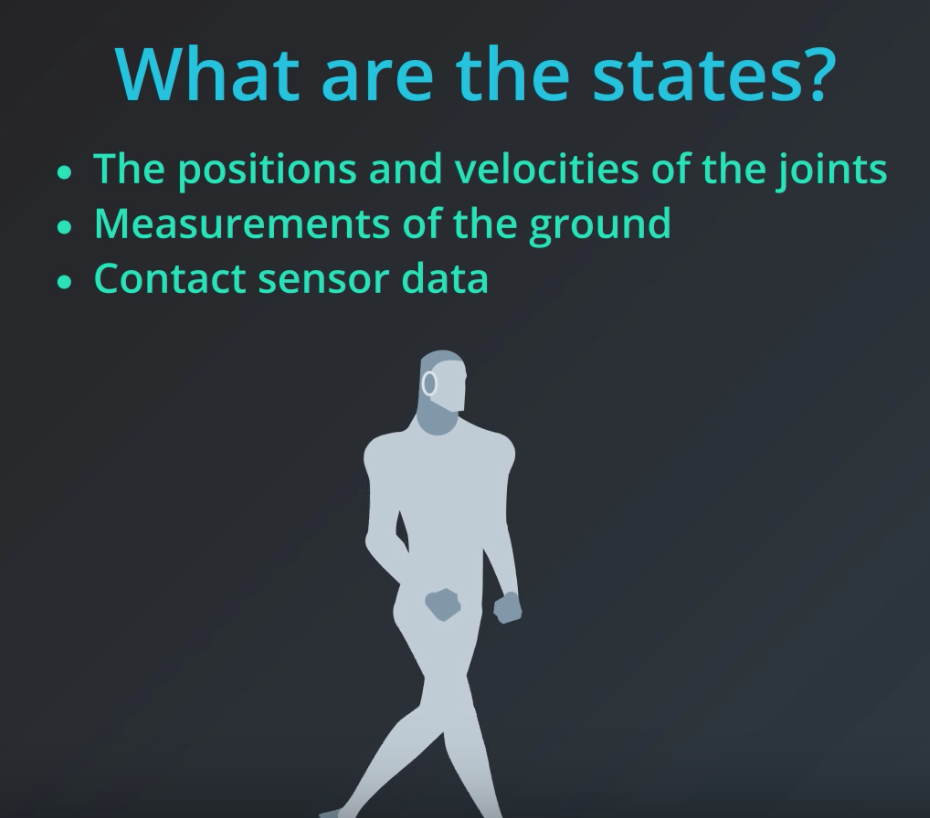 What are the states?
• The positions and velocities of the joints
• Measurements of the ground
• Contact sensor data